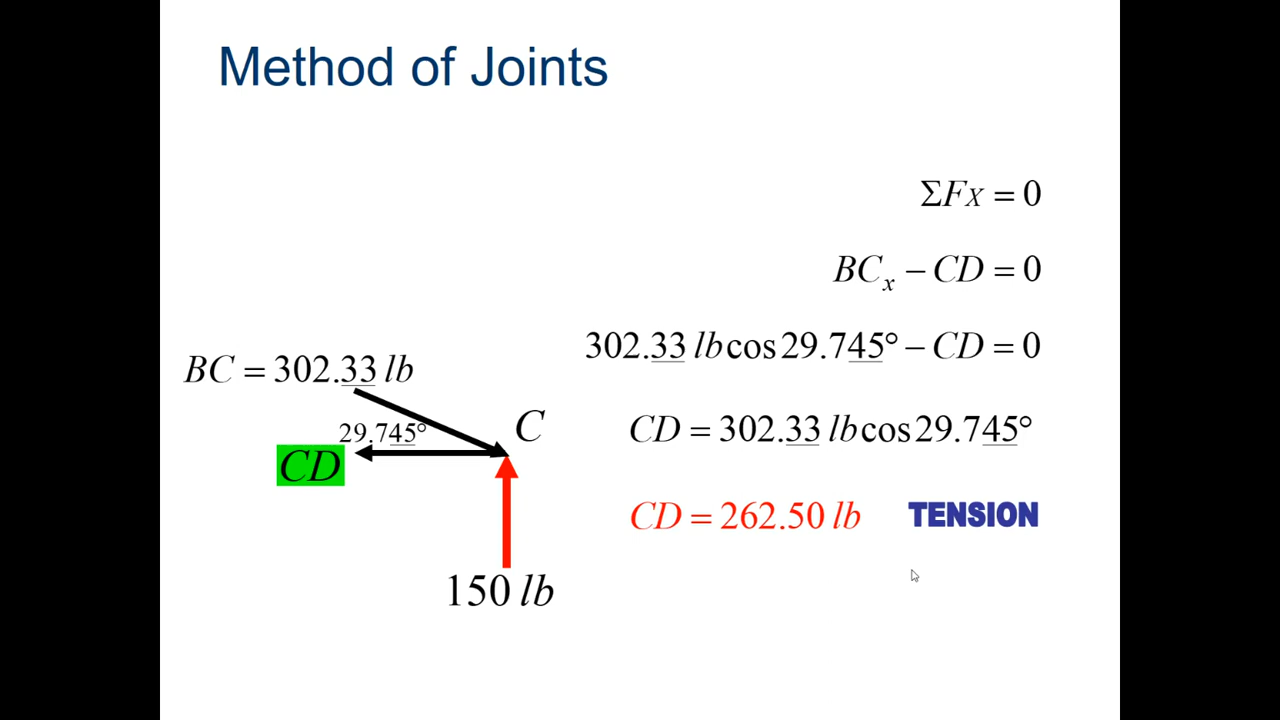 Method of Joints
ΣFx = 0
BCx − CD = 0
302.33 lb cos 29.745° − CD = 0
BC = 302.33 lb
29.745°
C
CD
CD = 302.33 lb cos 29.745°
CD = 262.50 lb TENSION
150 lb